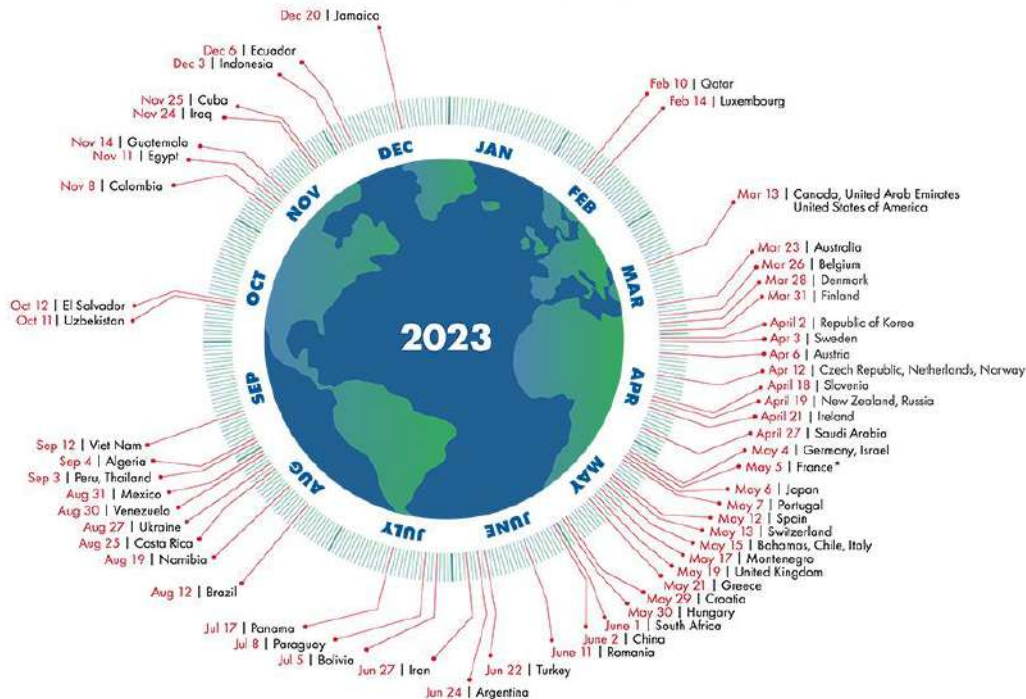 Dec 20 | Jamaica
Dec 6 | Ecuador
Dec 3 | Indonesia
Nov 25 | Cuba
Nov 24 | Iraq
Nov 14 | Guatemala
Nov 11 | Egypt
Nov 8 | Colombia
Oct 12 | El Salvador
Oct 11 | Uzbekistan
Sep 12 | Viet Nam
Sep 4 | Algeria
Sep 3 | Peru, Thailand
Aug 31 | Mexico
Aug 30 | Venezuela
Aug 27 | Ukraine
Aug 25 | Costa Rica
Aug 19 | Namibia
Aug 12 | Brazil
Jul 17 | Panama
Jul 8 | Paraguay
Jul 5 | Bolivia
Jun 27 | Iran
Jun 24 | Argentina
Jun 22 | Turkey
Feb 10 | Qatar
Feb 14 | Luxembourg
Mar 13 | Canada, United Arab Emirates
United States of America
Mar 23 | Australia
Mar 26 | Belgium
Mar 28 | Denmark
Mar 31 | Finland
April 2 | Republic of Korea
Apr 3 | Sweden
Apr 6 | Austria
Apr 12 | Czech Republic, Netherlands, Norway
April 18 | Slovenia
April 19 | New Zealand, Russia
April 21 | Ireland
April 27 | Saudi Arabia
May 4 | Germany, Israel
May 5 | France*
May 6 | Japan
May 7 | Portugal
May 12 | Spain
May 13 | Switzerland
May 15 | Bahamas, Chile, Italy
May 17 | Montenegro
May 19 | United Kingdom
May 21 | Greece
May 29 | Croatia
May 30 | Hungary
June 1 | South Africa
June 2 | China
June 11 | Romania
JAN
FEB
MAR
APR
MAY
JUNE
JULY
AUG
SEP
OCT
NOV
DEC
2023